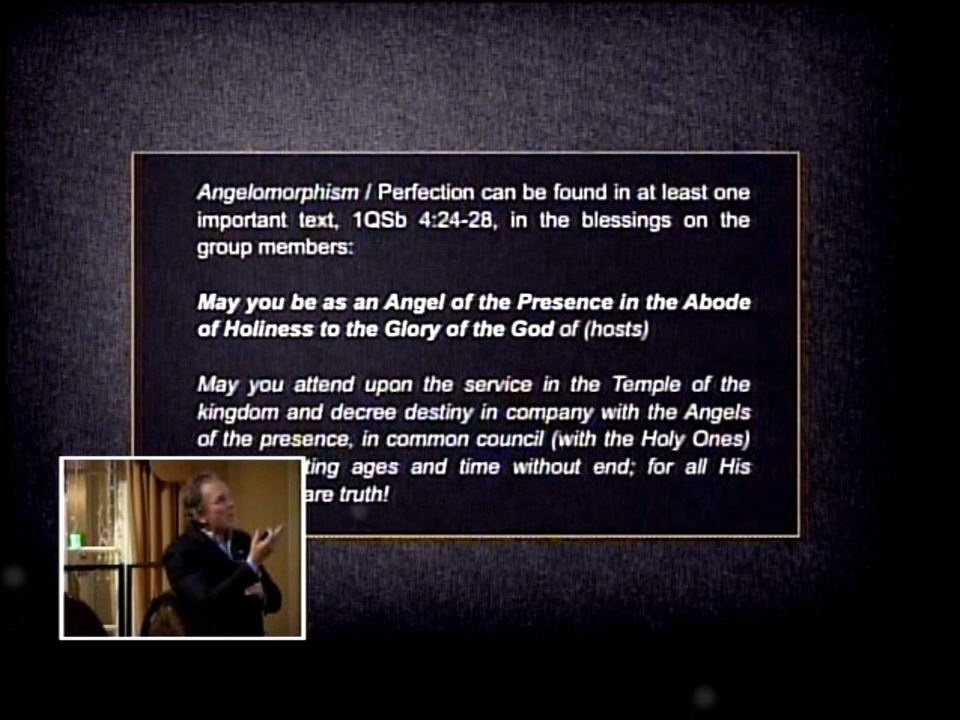 Angelomorphism / Perfection can be found in at least one
important text, 1QSb 4:24-28, in the blessings on the
group members:
May you be as an Angel of the Presence in the Abode
of Holiness to the Glory of the God of (hosts)
May you attend upon the service in the Temple of the
kingdom and decree destiny in company with the Angels
of the presence, in common council (with the Holy Ones)
ting ages and time without end; for all His
are truth!